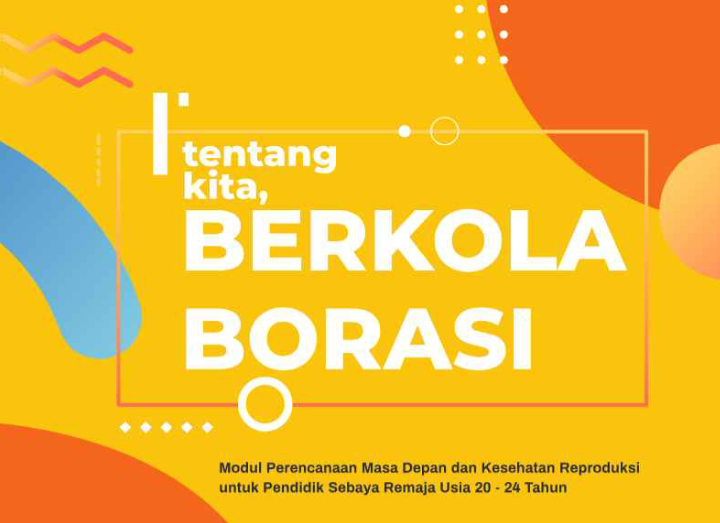 tentang
kita,
BERKOLA
BORASI
Modul Perencanaan Masa Depan dan Kesehatan Reproduksi
untuk Pendidik Sebaya Remaja Usia 20 - 24 Tahun